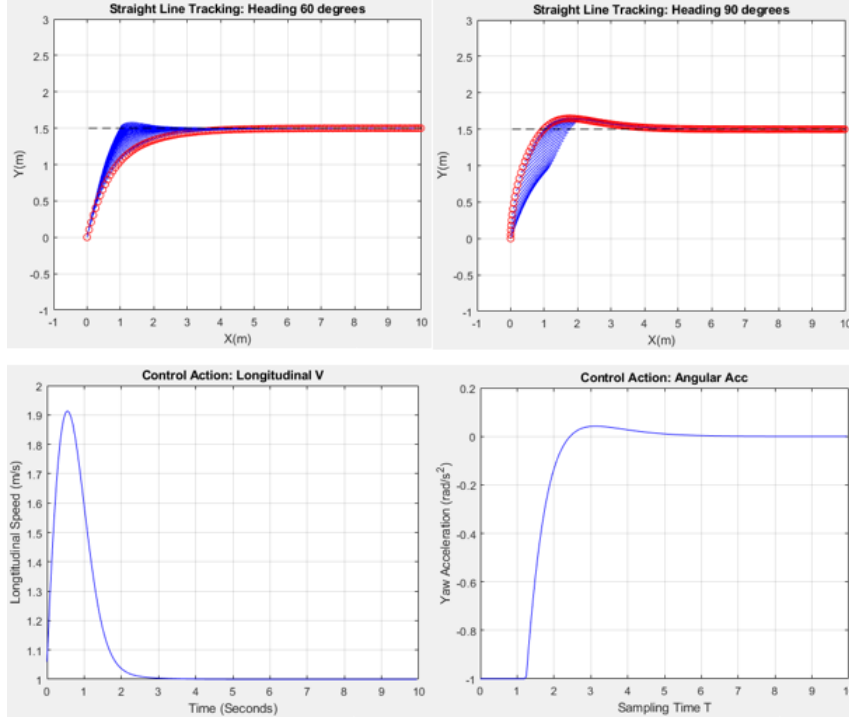 Straight Line Tracking: Heading 60 degrees
3
2.5
2
1.5
1
0.5
0
-0.5
-1
Y(m)
-1 0 1 2 3 4 5 6 7 8 9 10
X(m)
Straight Line Tracking: Heading 90 degrees
3
2.5
2
1.5
1
0.5
0
-0.5
-1
Y(m)
-1 0 1 2 3 4 5 6 7 8 9 10
X(m)
Control Action: Longitudinal V
2
1.9
1.8
1.7
1.6
1.5
1.4
1.3
1.2
1.1
1
Longtitudinal Speed (m/s)
0 1 2 3 4 5 6 7 8 9 10
Time (Seconds)
Control Action: Angular Acc
0.2
0
-0.2
-0.4
-0.6
-0.8
-1
Yaw Acceleration (rad/s²)
0 1 2 3 4 5 6 7 8 9 10
Sampling Time T